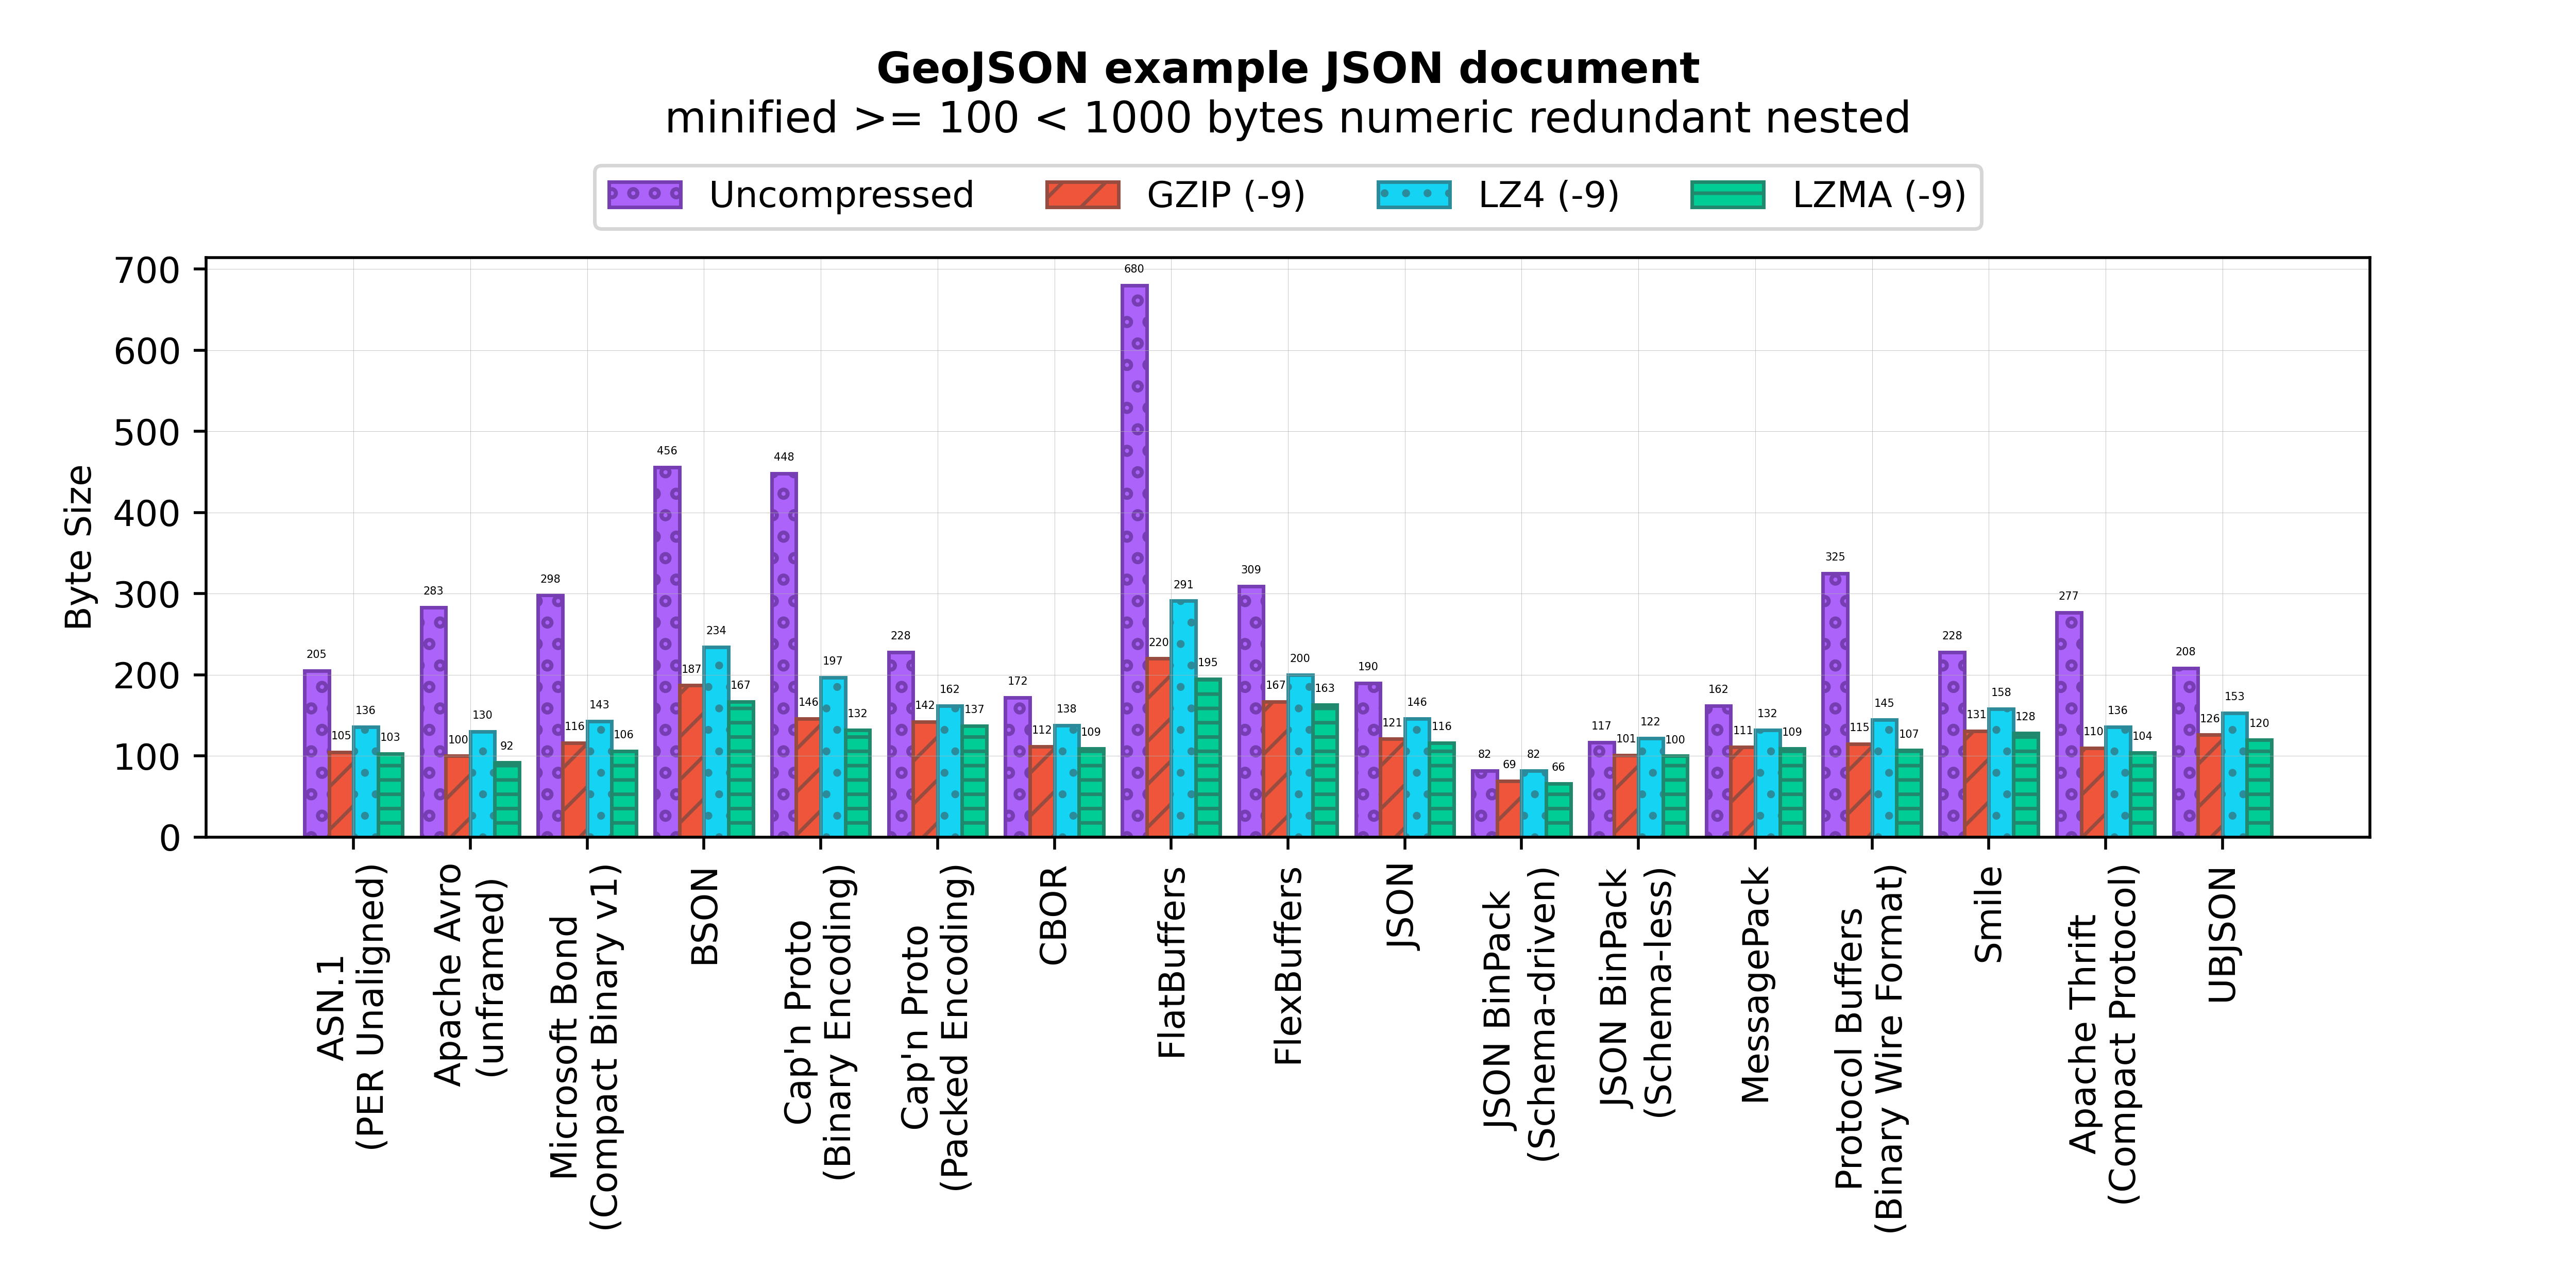 GeoJSON example JSON document
minified >= 100 < 1000 bytes numeric redundant nested
Uncompressed
GZIP (-9)
LZ4 (-9)
LZMA (-9)
Byte Size
700
600
500
400
300
200
100
0
205
105
136
103
283
100
130
92
298
116
143
106
456
187
234
167
448
146
197
132
228
142
162
137
172
112
138
109
680
220
291
195
309
167
200
163
190
121
146
116
82
69
82
66
117
101
122
100
162
111
132
109
325
115
145
107
228
131
158
128
277
110
136
104
208
126
153
120
ASN.1
(PER Unaligned)
Apache Avro
(unframed)
Microsoft Bond
(Compact Binary v1)
BSON
Cap'n Proto
(Binary Encoding)
Cap'n Proto
(Packed Encoding)
CBOR
FlatBuffers
FlexBuffers
JSON
JSON BinPack
(Schema-driven)
JSON BinPack
(Schema-less)
MessagePack
Protocol Buffers
(Binary Wire Format)
Smile
Apache Thrift
(Compact Protocol)
UBJSON